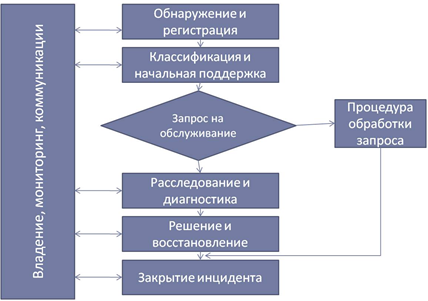 Владение, мониторинг, коммуникации
Обнаружение и
регистрация
Классификация и
начальная поддержка
Запрос на
обслуживание
Процедура
обработки
запроса
Расследование и
диагностика
Решение и
восстановление
Закрытие инцидента